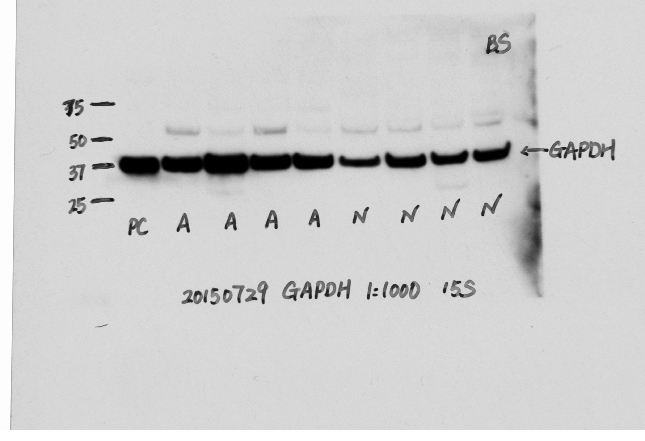 BS
75
50
37
25
←GAPDH
PC A A A A N N N N
20150729 GAPDH 1:1000 15S